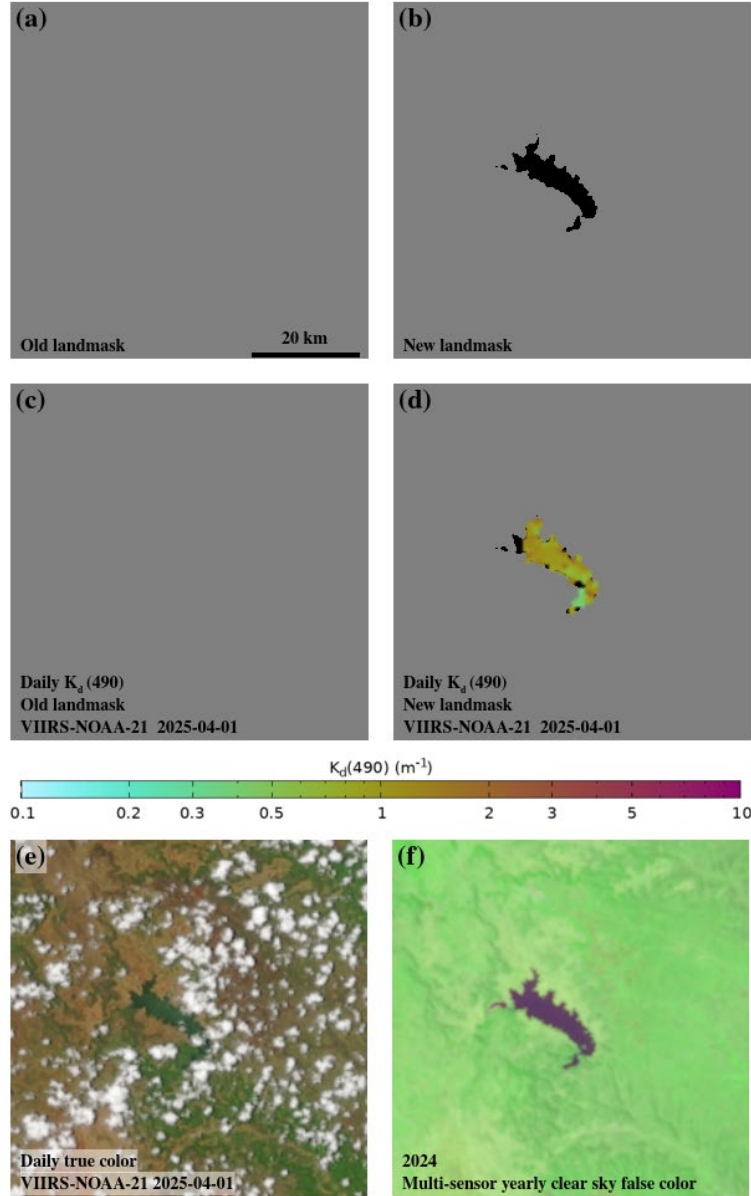 (a)
20 km
Old landmask
(b)
New landmask
(c)
Daily K_d (490)
Old landmask
VIIRS-NOAA-21 2025-04-01
(d)
Daily K_d (490)
New landmask
VIIRS-NOAA-21 2025-04-01
K_d(490) (m⁻¹)
0.1 0.2 0.3 0.5 1 2 3 5 10
(e)
Daily true color
VIIRS-NOAA-21 2025-04-01
(f)
2024
Multi-sensor yearly clear sky false color